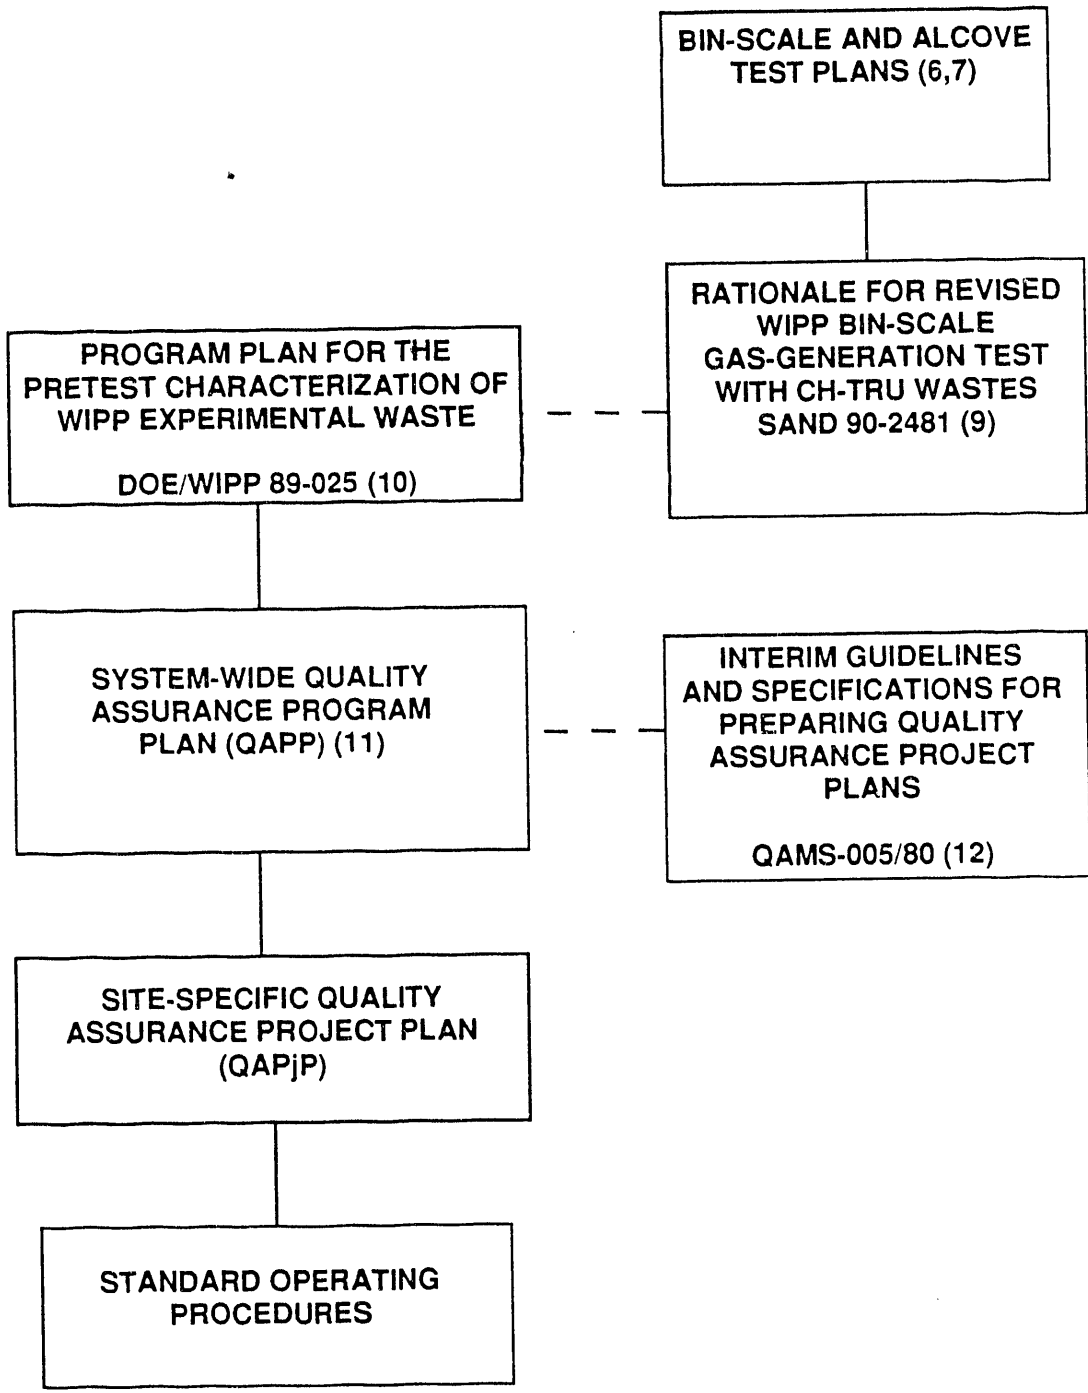 BIN-SCALE AND ALCOVE
TEST PLANS (6,7)
RATIONALE FOR REVISED
WIPP BIN-SCALE
GAS-GENERATION TEST
WITH CH-TRU WASTES
SAND 90-2481 (9)
PROGRAM PLAN FOR THE
PRETEST CHARACTERIZATION OF
WIPP EXPERIMENTAL WASTE
DOE/WIPP 89-025 (10)
SYSTEM-WIDE QUALITY
ASSURANCE PROGRAM
PLAN (QAPP) (11)
INTERIM GUIDELINES
AND SPECIFICATIONS FOR
PREPARING QUALITY
ASSURANCE PROJECT
PLANS
QAMS-005/80 (12)
SITE-SPECIFIC QUALITY
ASSURANCE PROJECT PLAN
(QAPjP)
STANDARD OPERATING
PROCEDURES